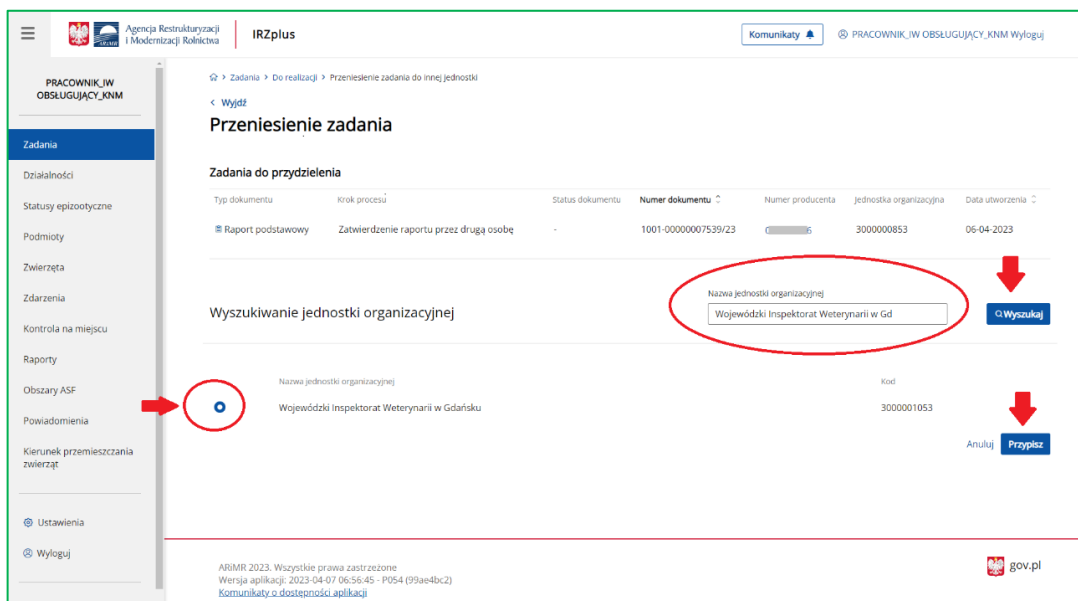 Agencja Restrukturyzacji
i Modernizacji Rolnictwa
IRZplus
Komunikaty
PRACOWNIK_IW OBSŁUGUJĄCY_KNM Wyloguj
PRACOWNIK_IW
OBSŁUGUJĄCY_KNM
Zadania
Działalności
Statusy epizootyczne
Podmioty
Zwierzęta
Zdarzenia
Kontrola na miejscu
Raporty
Obszary ASF
Powiadomienia
Kierunek przemieszczania
zwierząt
Ustawienia
Wyloguj
> Zadania > Do realizacji > Przeniesienie zadania do innej jednostki
< Wyjdź
Przeniesienie zadania
Zadania do przydzielenia
Typ dokumentu Krok procesu Status dokumentu Numer dokumentu Numer producenta Jednostka organizacyjna Data utworzenia
Raport podstawowy Zatwierdzenie raportu przez drugą osobę - 1001-00000007539/23 3000000853 06-04-2023
Nazwa jednostki organizacyjnej
Wyszukiwanie jednostki organizacyjnej Wojewódzki Inspektorat Weterynarii w Gd Wyszukaj
Nazwa jednostki organizacyjnej Kod
Wojewódzki Inspektorat Weterynarii w Gdańsku 3000001053
Anuluj Przypisz
ARiMR 2023. Wszystkie prawa zastrzeżone
Wersja aplikacji: 2023-04-07 06:56:45 - P054 (99ae4bc2)
Komunikaty o dostępności aplikacji
gov.pl